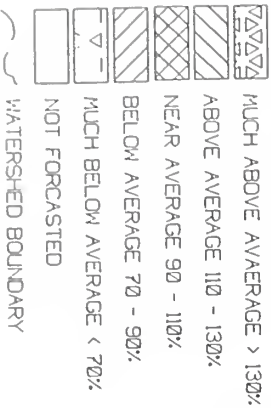 MUCH ABOVE AVAERAGE > 130%
ABOVE AVERAGE 110 - 130%
NEAR AVERAGE 90 - 110%
BELOW AVERAGE 70 - 90%
MUCH BELOW AVERAGE < 70%
NOT FORCASTED
WATERSHED BOUNDARY